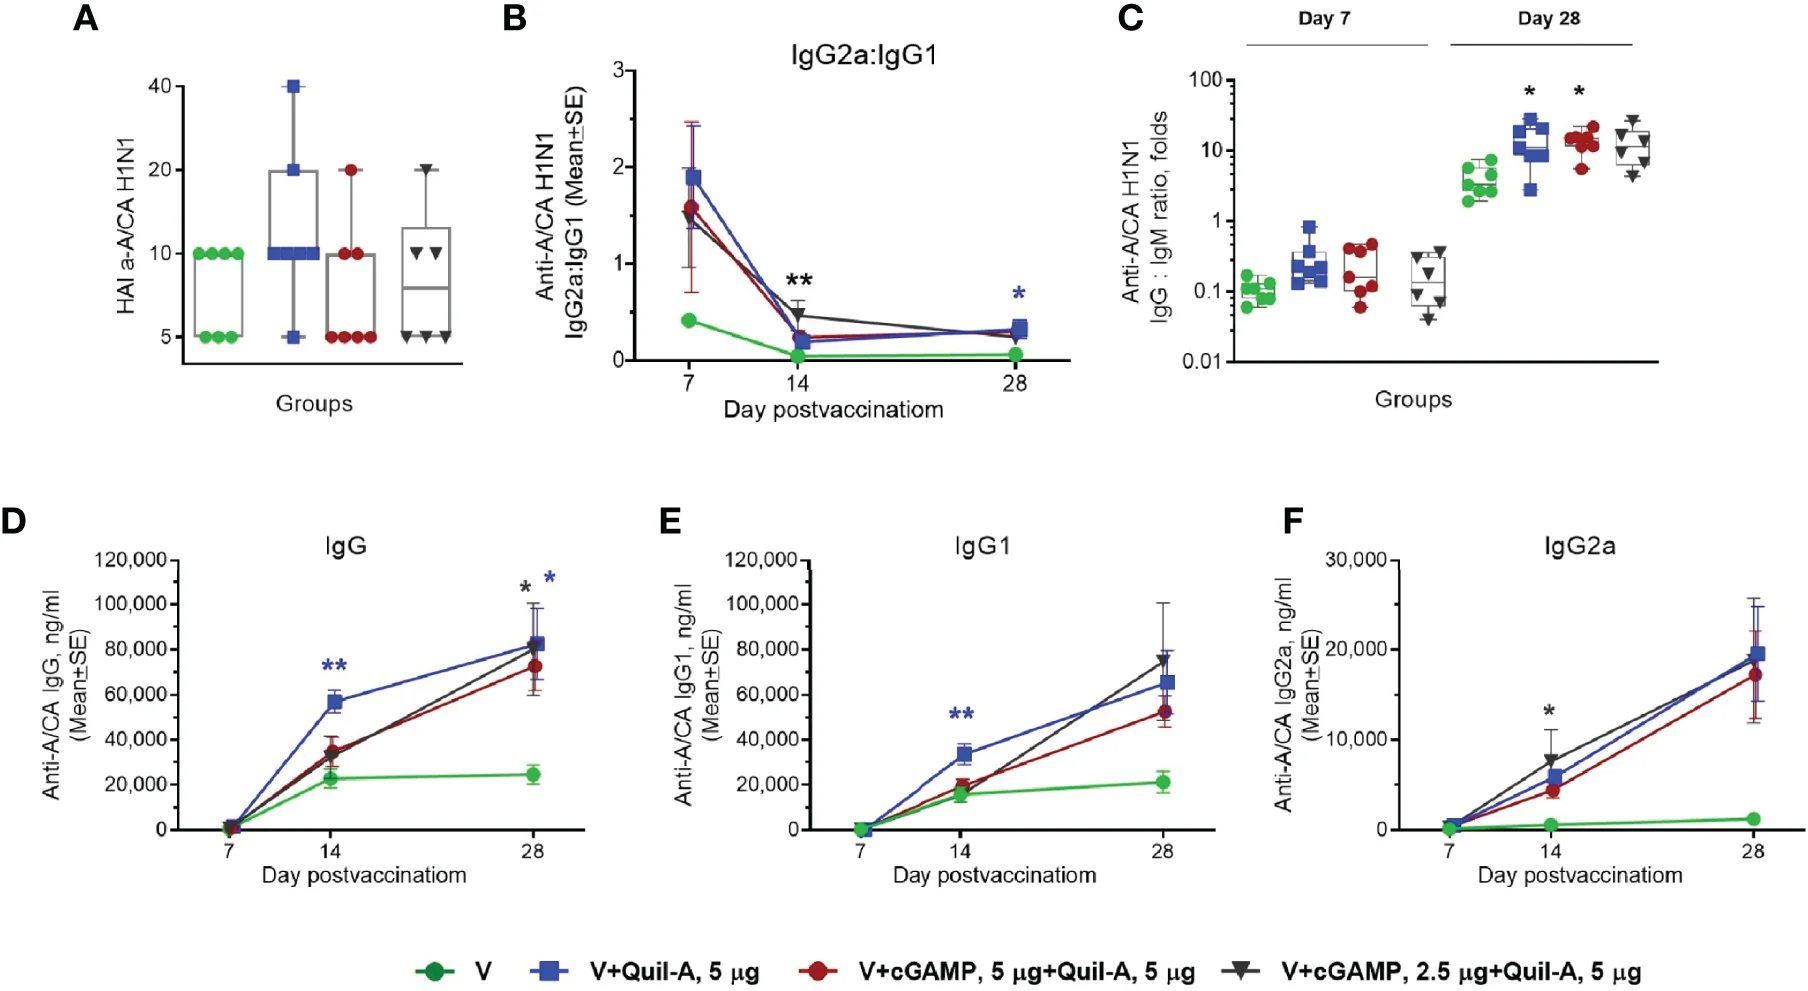 A
HAI a-A/CA H1N1
40
20
10
5
Groups
B
IgG2a:IgG1
Anti-A/CA H1N1
IgG2a:IgG1 (Mean±SE)
3
2
1
0
**
*
7 14 28
Day postvaccinatiom
C
Day 7 Day 28
Anti-A/CA H1N1
IgG : IgM ratio, folds
100
10
1
0.1
0.01
* *
Groups
D
IgG
Anti-A/CA IgG, ng/ml
(Mean±SE)
120,000
100,000
80,000
60,000
40,000
20,000
0
**
* *
7 14 28
Day postvaccinatiom
E
IgG1
Anti-A/CA IgG1, ng/ml
(Mean±SE)
120,000
100,000
80,000
60,000
40,000
20,000
0
**
7 14 28
Day postvaccinatiom
F
IgG2a
Anti-A/CA IgG2a, ng/ml
(Mean±SE)
30,000
20,000
10,000
0
*
7 14 28
Day postvaccinatiom
V V+Quil-A, 5 µg V+cGAMP, 5 µg+Quil-A, 5 µg V+cGAMP, 2.5 µg+Quil-A, 5 µg